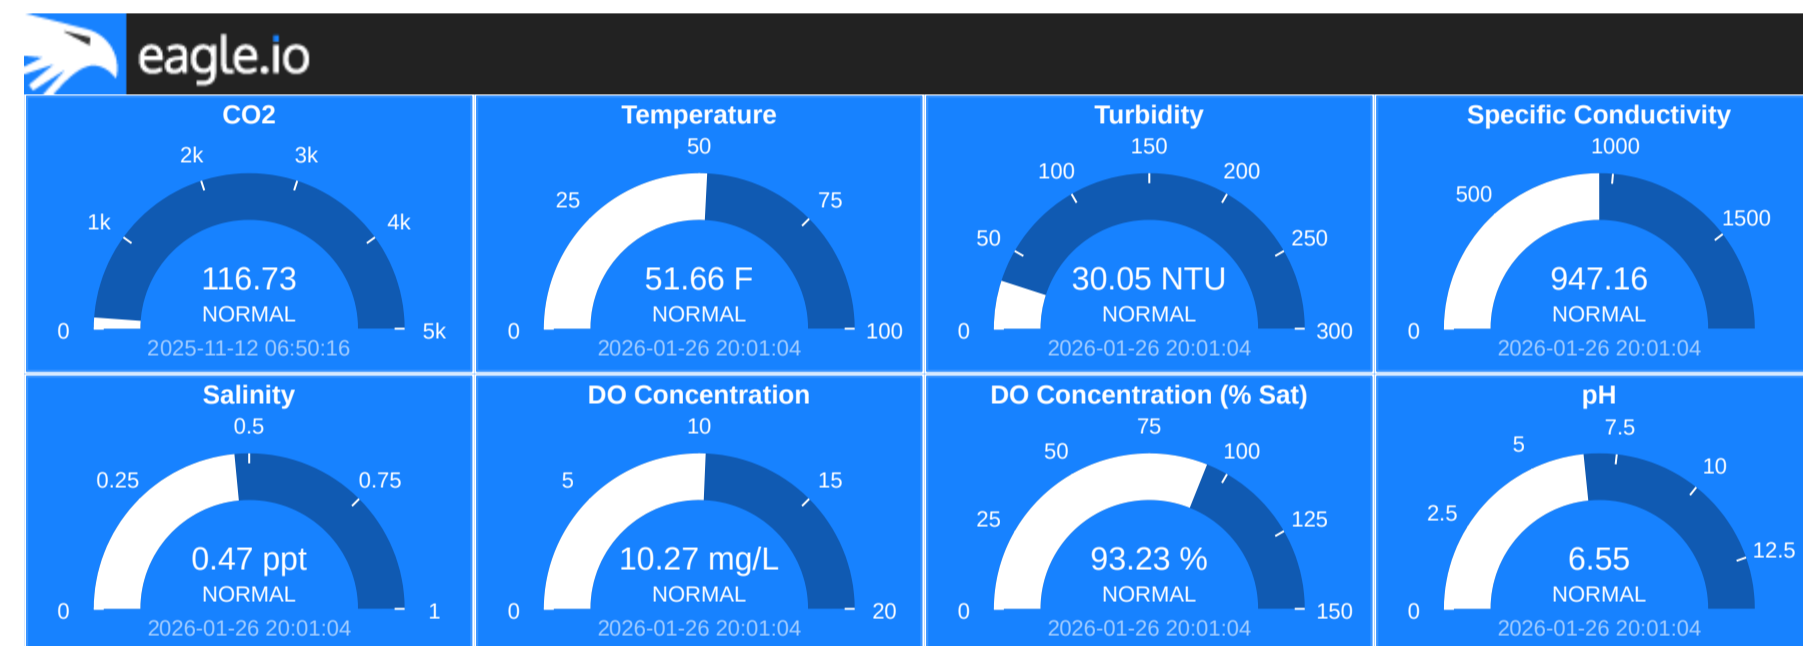 eagle.io
CO2
0
1k
2k
3k
4k
5k
116.73
NORMAL
2025-11-12 06:50:16
Temperature
0
25
50
75
100
51.66 F
NORMAL
2026-01-26 20:01:04
Turbidity
0
50
100
150
200
250
300
30.05 NTU
NORMAL
2026-01-26 20:01:04
Specific Conductivity
0
500
1000
1500
947.16
NORMAL
2026-01-26 20:01:04
Salinity
0
0.25
0.5
0.75
1
0.47 ppt
NORMAL
2026-01-26 20:01:04
DO Concentration
0
5
10
15
20
10.27 mg/L
NORMAL
2026-01-26 20:01:04
DO Concentration (% Sat)
0
25
50
75
100
125
150
93.23 %
NORMAL
2026-01-26 20:01:04
pH
0
2.5
5
7.5
10
12.5
6.55
NORMAL
2026-01-26 20:01:04